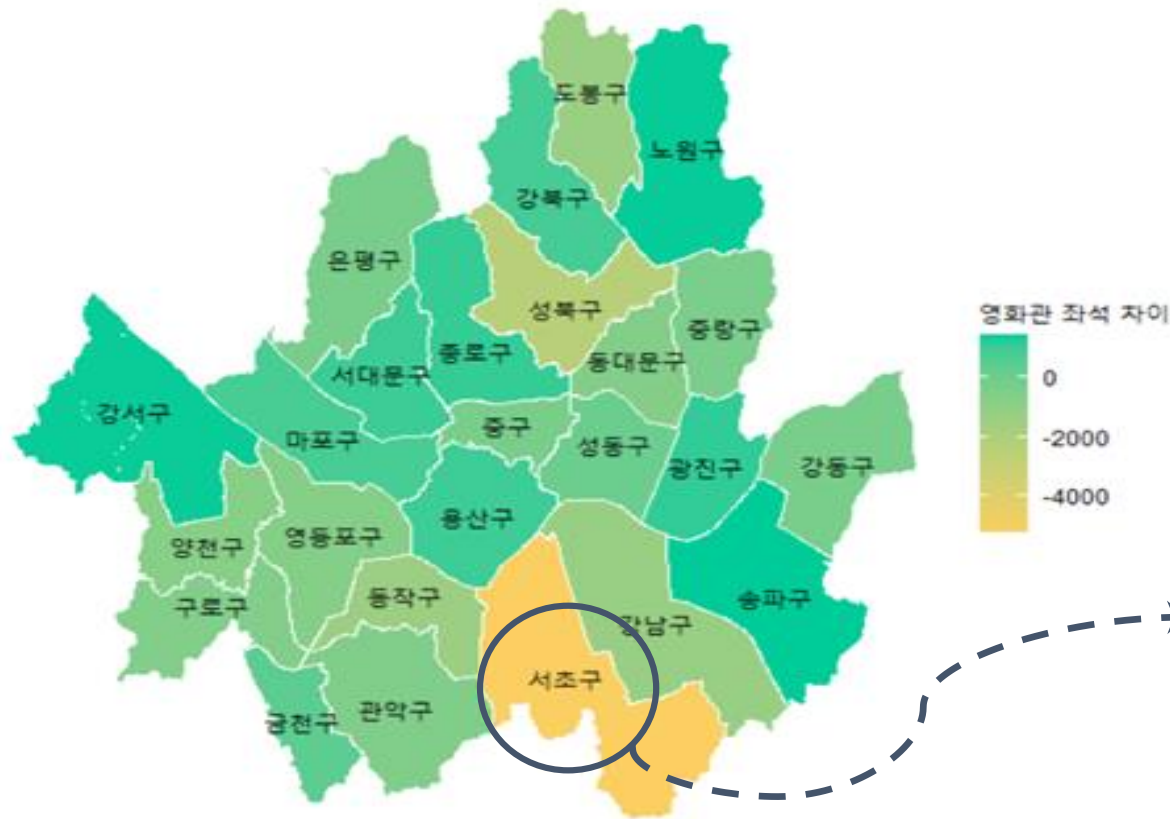 도봉구
노원구
강북구
은평구
성북구
중랑구
종로구
동대문구
서대문구
강서구
마포구
중구
성동구
광진구
강동구
용산구
영등포구
양천구
동작구
구로구
송파구
강남구
서초구
관악구
금천구
영화관 좌석 차이
0
-2000
-4000